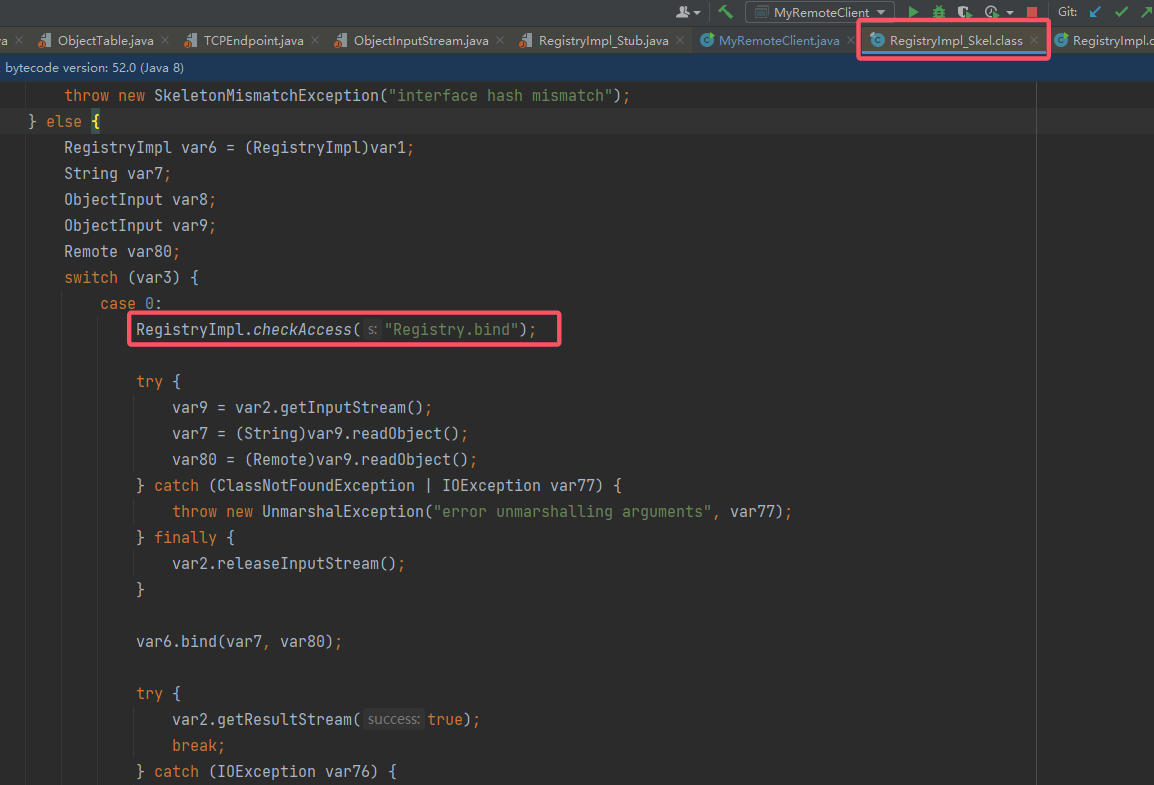 MyRemoteClient Git:
ObjectTable.java TCPEndpoint.java ObjectInputStream.java RegistryImpl_Stub.java MyRemoteClient.java RegistryImpl_Skel.class
bytecode version: 52.0 (Java 8)
throw new SkeletonMismatchException("interface hash mismatch");
} else {
RegistryImpl var6 = (RegistryImpl)var1;
String var7;
ObjectInput var8;
ObjectInput var9;
Remote var80;
switch (var3) {
case 0:
RegistryImpl.checkAccess( s: "Registry.bind");
try {
var9 = var2.getInputStream();
var7 = (String)var9.readObject();
var80 = (Remote)var9.readObject();
} catch (ClassNotFoundException | IOException var77) {
throw new UnmarshalException("error unmarshalling arguments", var77);
} finally {
var2.releaseInputStream();
}
var6.bind(var7, var80);
try {
var2.getResultStream( success: true);
break;
} catch (IOException var76) {